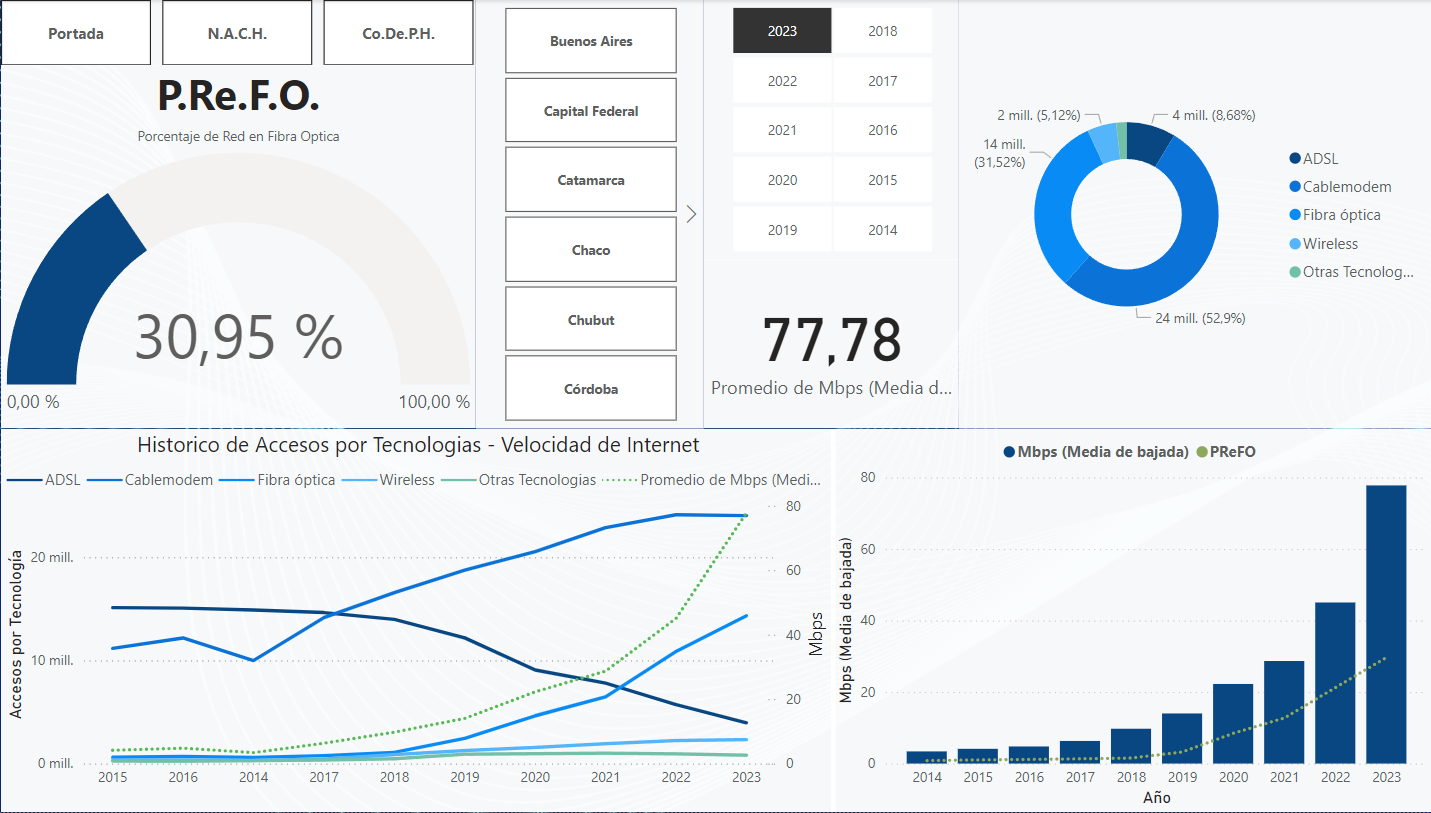 Portada
N.A.C.H.
Co.De.P.H.
P.Re.F.O.
Porcentaje de Red en Fibra Optica
30,95 %
0,00 %
100,00 %
Buenos Aires
Capital Federal
Catamarca
Chaco
Chubut
Córdoba
2023
2018
2022
2017
2021
2016
2020
2015
2019
2014
77,78
Promedio de Mbps (Media d...
2 mill. (5,12%)
4 mill. (8,68%)
14 mill.
(31,52%)
24 mill. (52,9%)
ADSL
Cablemodem
Fibra óptica
Wireless
Otras Tecnolog...
Historico de Accesos por Tecnologias - Velocidad de Internet
ADSL Cablemodem Fibra óptica Wireless Otras Tecnologias Promedio de Mbps (Medi...
Accesos por Tecnología
20 mill.
10 mill.
0 mill.
80
60
40
20
0
Mbps
2015 2016 2014 2017 2018 2019 2020 2021 2022 2023
Mbps (Media de bajada) PReFO
Mbps (Media de bajada)
80
60
40
20
0
2014 2015 2016 2017 2018 2019 2020 2021 2022 2023
Año